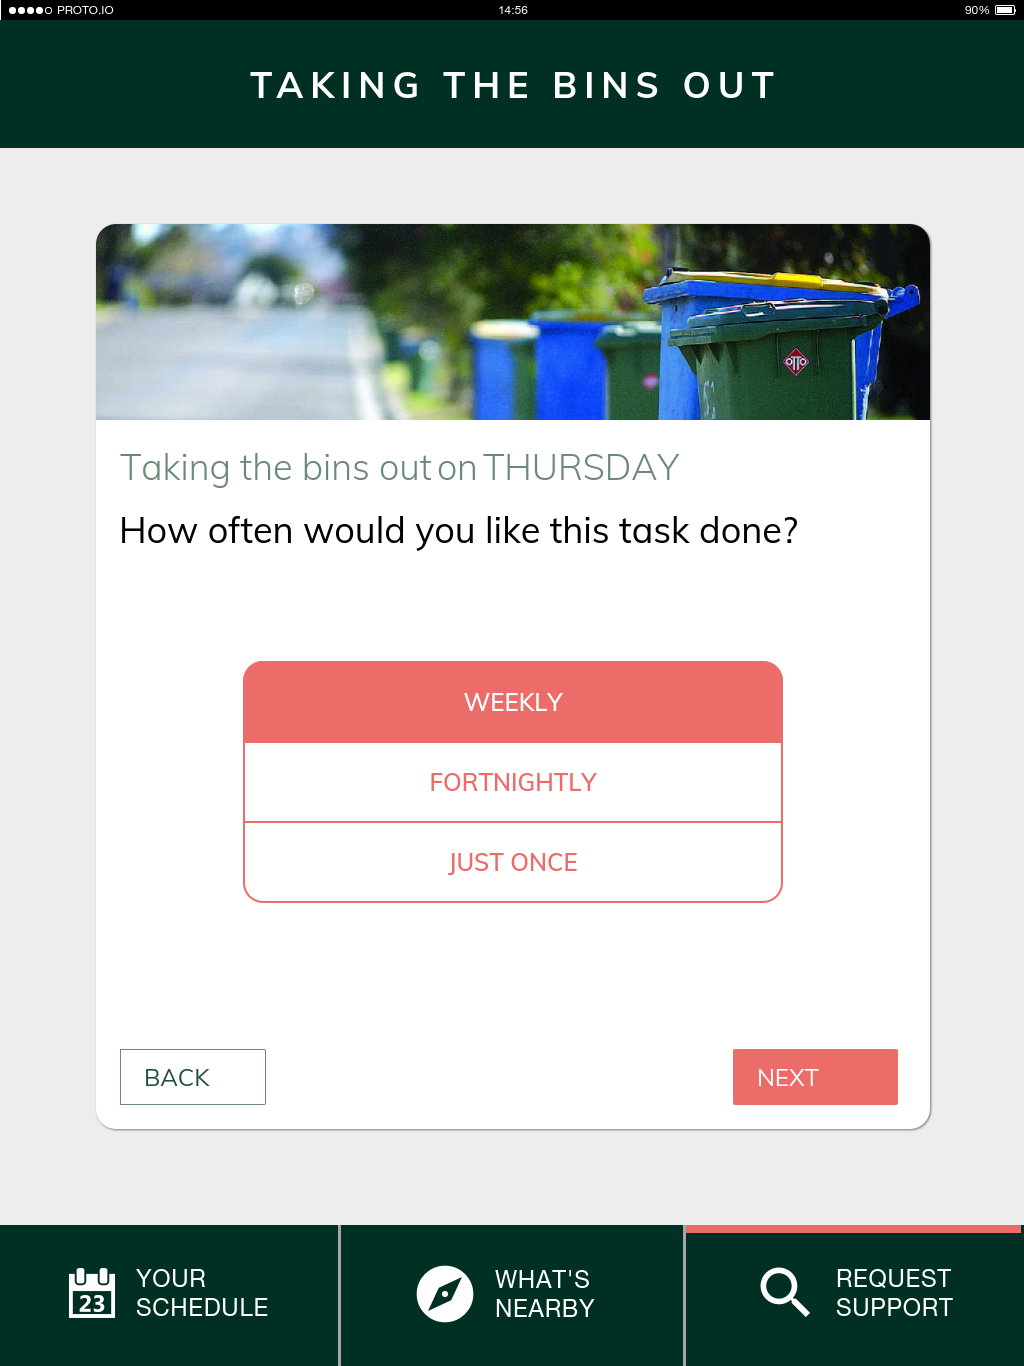 PROTO.IO 14:56 90%
TAKING THE BINS OUT
OTTO
Taking the bins out on THURSDAY
How often would you like this task done?
WEEKLY
FORTNIGHTLY
JUST ONCE
BACK NEXT
23
YOUR
SCHEDULE
WHAT'S
NEARBY
REQUEST
SUPPORT